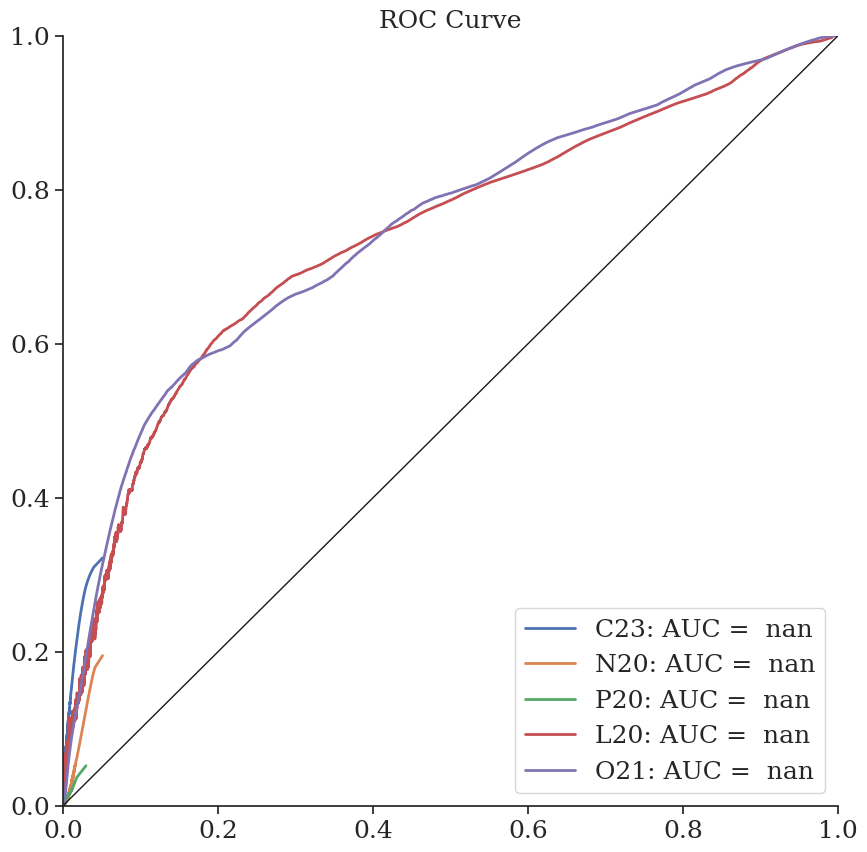 ROC Curve
1.0
0.8
0.6
0.4
0.2
0.0
0.0 0.2 0.4 0.6 0.8 1.0
C23: AUC =  nan
N20: AUC =  nan
P20: AUC =  nan
L20: AUC =  nan
O21: AUC =  nan